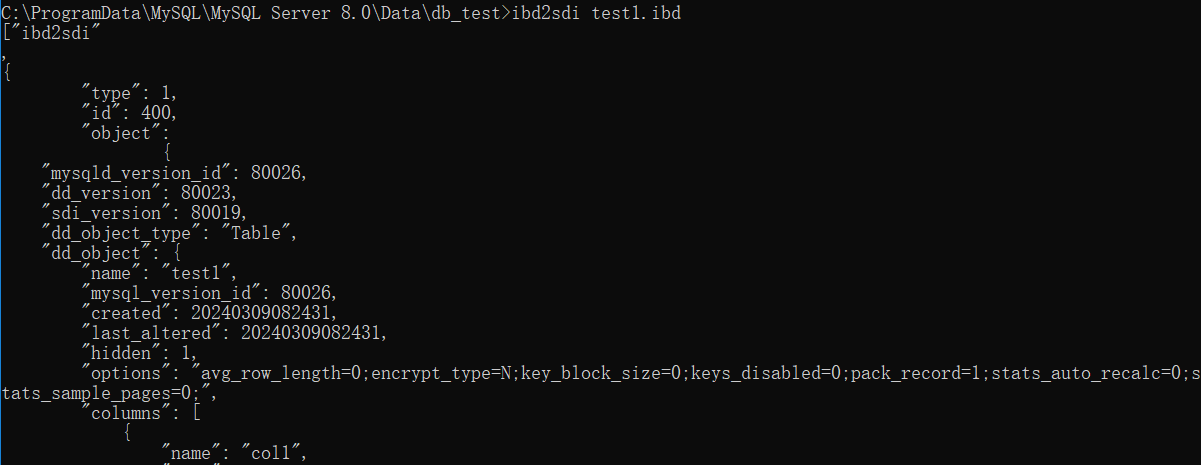 C:\ProgramData\MySQL\MySQL Server 8.0\Data\db_test>ibd2sdi test1.ibd
["ibd2sdi"
,
{
"type": 1,
"id": 400,
"object":
{
"mysqld_version_id": 80026,
"dd_version": 80023,
"sdi_version": 80019,
"dd_object_type": "Table",
"dd_object": {
"name": "test1",
"mysql_version_id": 80026,
"created": 20240309082431,
"last_altered": 20240309082431,
"hidden": 1,
"options": "avg_row_length=0;encrypt_type=N;key_block_size=0;keys_disabled=0;pack_record=1;stats_auto_recalc=0;s
tats_sample_pages=0;",
"columns": [
{
"name": "col1",